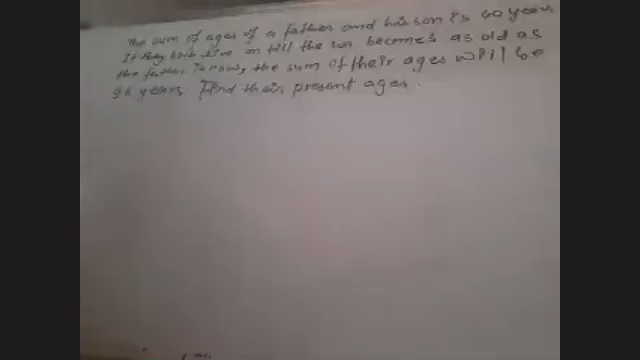 The sum of ages of a father and his son is 60 years
If they both live on till the son becomes as old as
the father is now, the sum of their ages will be
96 years. Find their present ages.